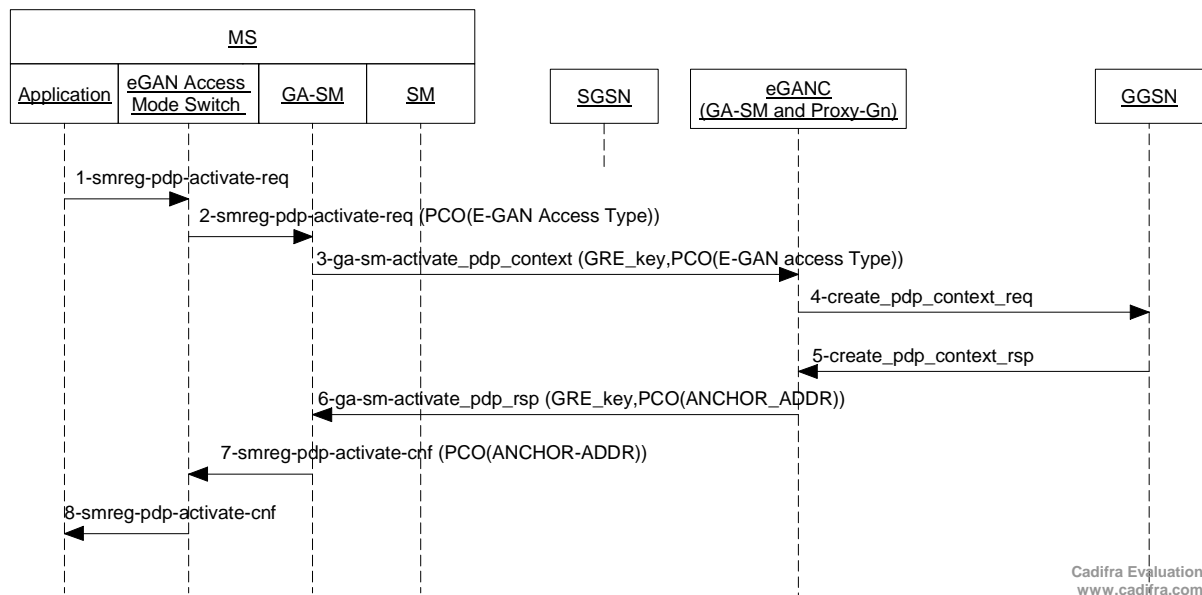 MS
Application
eGAN Access
Mode Switch
GA-SM
SM
SGSN
eGANC
(GA-SM and Proxy-Gn)
GGSN
1-smreg-pdp-activate-req
2-smreg-pdp-activate-req (PCO(E-GAN Access Type))
3-ga-sm-activate_pdp_context (GRE_key,PCO(E-GAN access Type))
4-create_pdp_context_req
5-create_pdp_context_rsp
6-ga-sm-activate_pdp_rsp (GRE_key,PCO(ANCHOR_ADDR))
7-smreg-pdp-activate-cnf (PCO(ANCHOR-ADDR))
8-smreg-pdp-activate-cnf
Cadifra Evaluation
www.cadifra.com